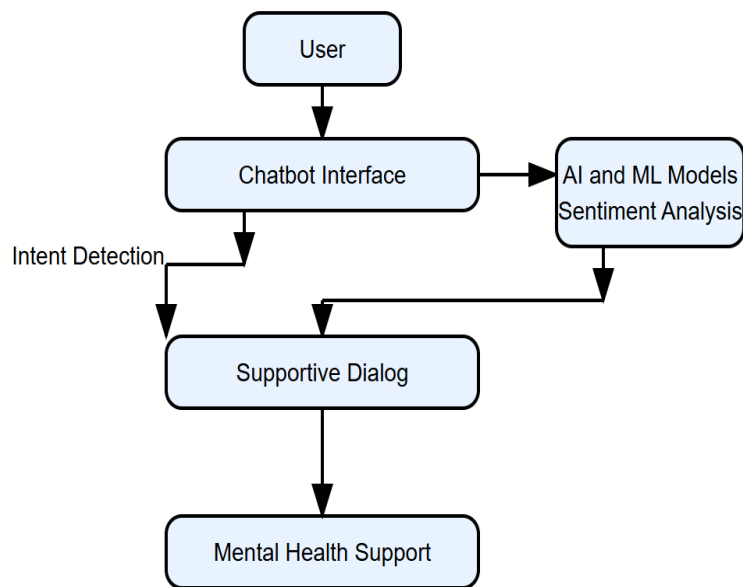 User
Chatbot Interface
AI and ML Models
Sentiment Analysis
Intent Detection
Supportive Dialog
Mental Health Support